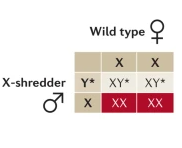 Wild type ♀
X X
X-shredder Y* XY* XY*
♂ X XX XX